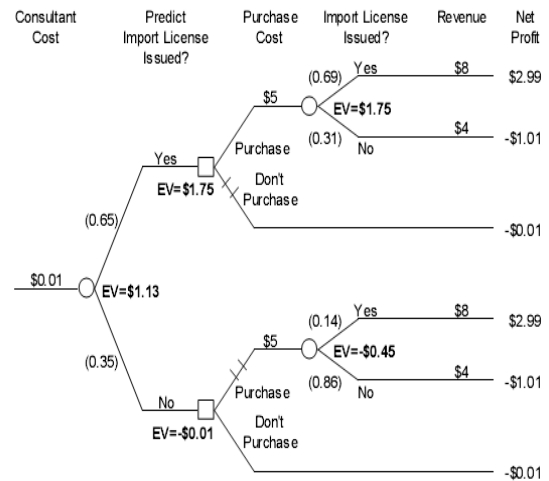 Consultant Cost
Predict Import License Issued?
Purchase Cost
Import License Issued?
Revenue
Net Profit
(0.69)
Yes
$8
$2.99
$5
EV=$1.75
(0.31)
No
$4
-$1.01
Purchase
Yes
EV=$1.75
Don't
Purchase
-$0.01
(0.65)
$0.01
EV=$1.13
(0.14)
Yes
$8
$2.99
$5
EV=-$0.45
(0.35)
(0.86)
No
$4
-$1.01
Purchase
No
EV=-$0.01
Don't
Purchase
-$0.01